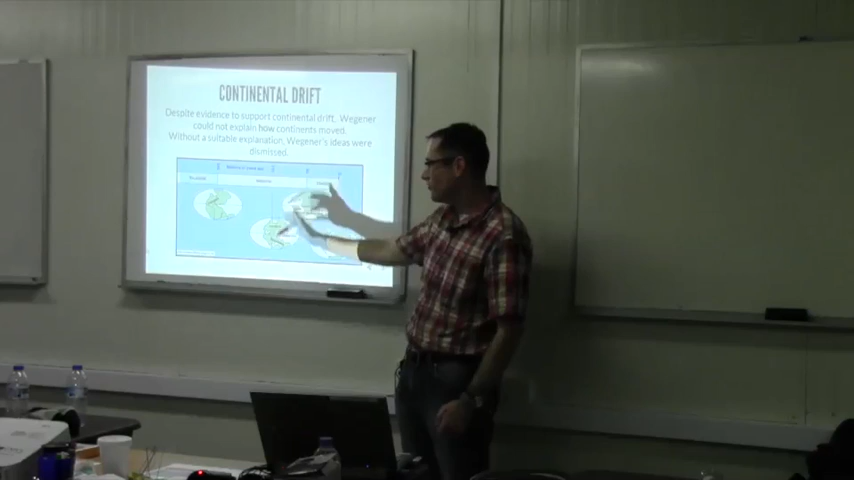 CONTINENTAL DRIFT
Despite evidence to support continental drift, Wegener
could not explain how continents moved.
Without a suitable explanation, Wegener's ideas were
dismissed.